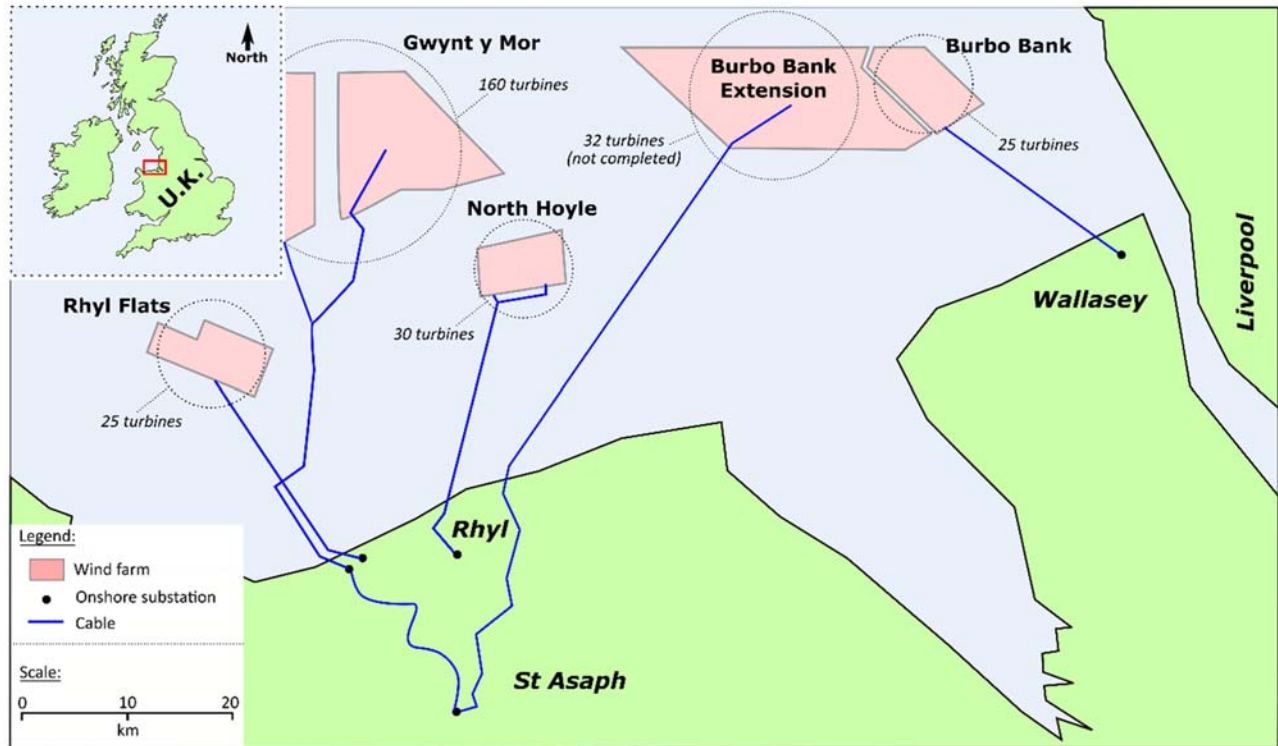 North
U.K.
Gwynt y Mor
160 turbines
Burbo Bank
Extension
Burbo Bank
32 turbines
(not completed)
25 turbines
North Hoyle
30 turbines
Rhyl Flats
25 turbines
Wallasey
Liverpool
Rhyl
St Asaph
Legend:
Wind farm
Onshore substation
Cable
Scale:
0 10 20
km